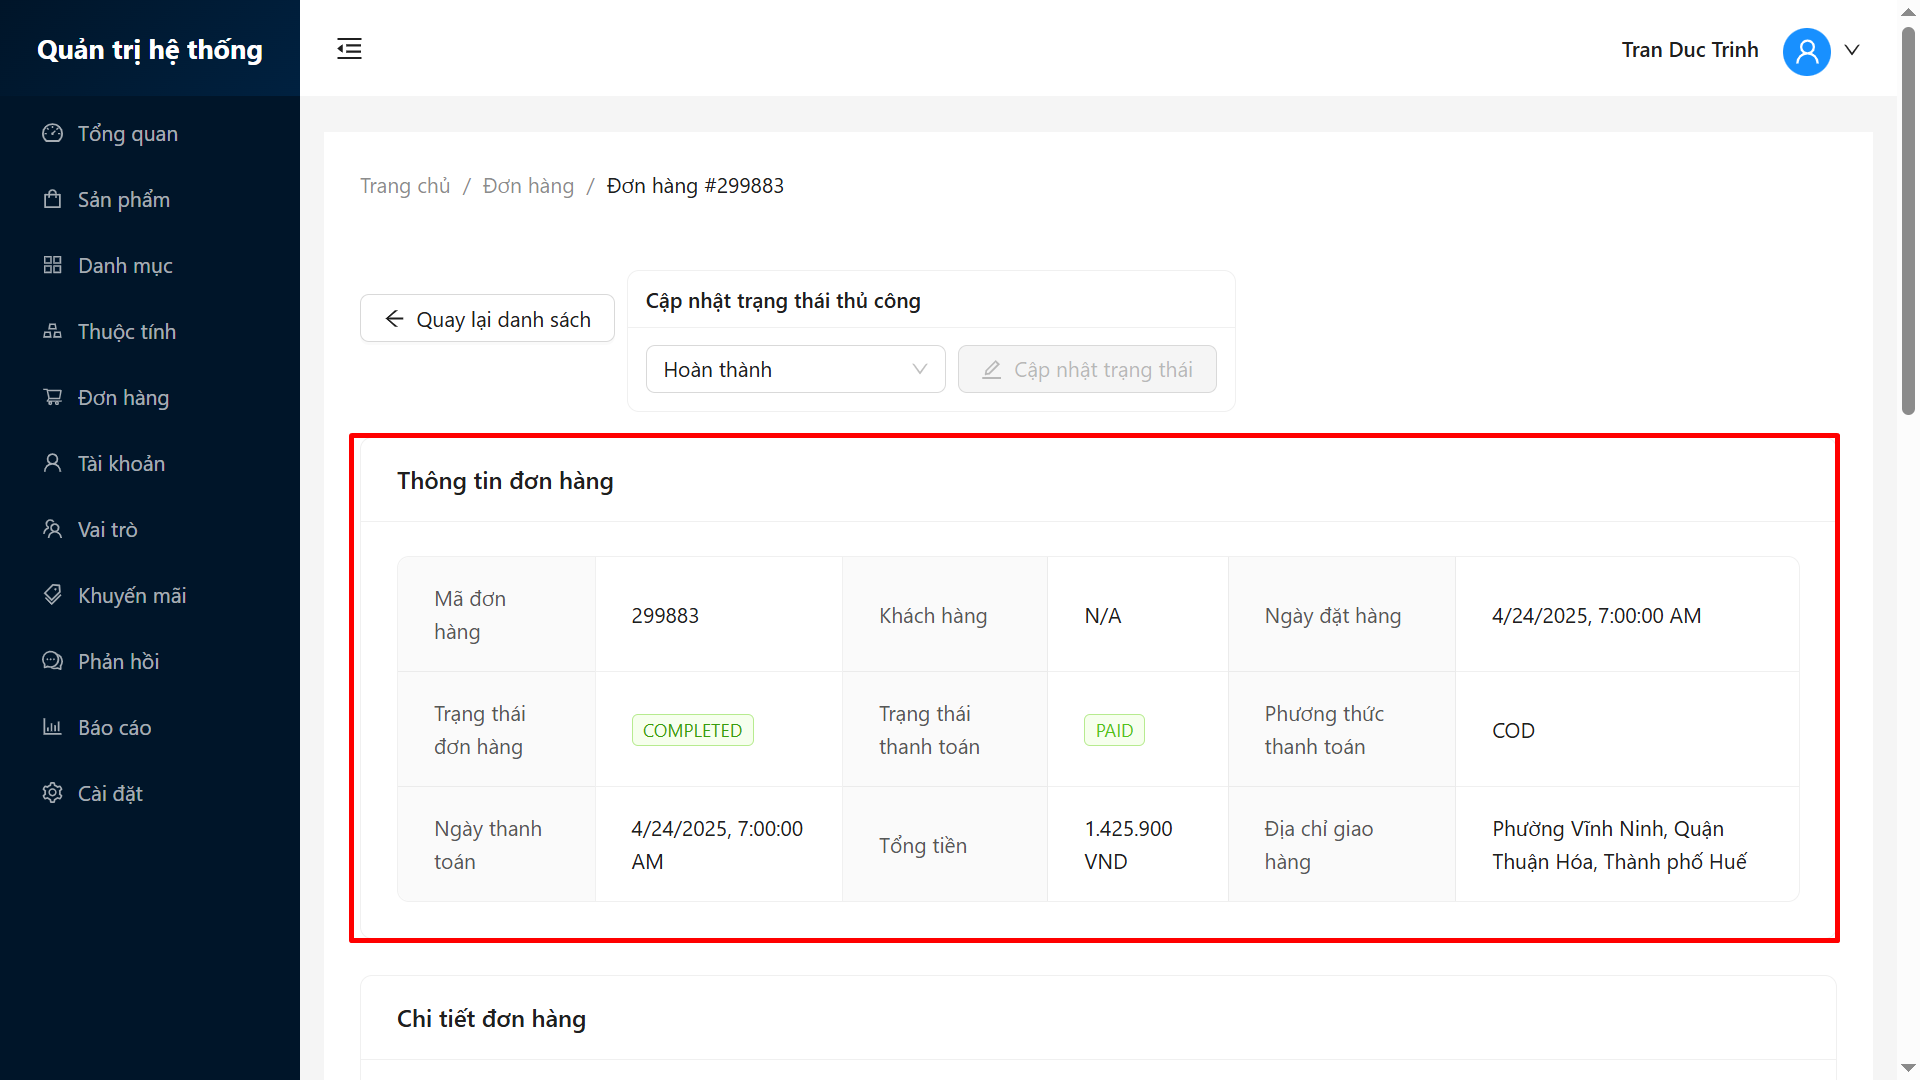 Quản trị hệ thống
Tran Duc Trinh
Tổng quan
Sản phẩm
Danh mục
Thuộc tính
Đơn hàng
Tài khoản
Vai trò
Khuyến mãi
Phản hồi
Báo cáo
Cài đặt
Trang chủ / Đơn hàng / Đơn hàng #299883
Quay lại danh sách
Cập nhật trạng thái thủ công
Hoàn thành
Cập nhật trạng thái
Thông tin đơn hàng
Mã đơn
hàng
299883
Khách hàng
N/A
Ngày đặt hàng
4/24/2025, 7:00:00 AM
Trạng thái
đơn hàng
COMPLETED
Trạng thái
thanh toán
PAID
Phương thức
thanh toán
COD
Ngày thanh
toán
4/24/2025, 7:00:00
AM
Tổng tiền
1.425.900
VND
Địa chỉ giao
hàng
Phường Vĩnh Ninh, Quận
Thuận Hóa, Thành phố Huế
Chi tiết đơn hàng